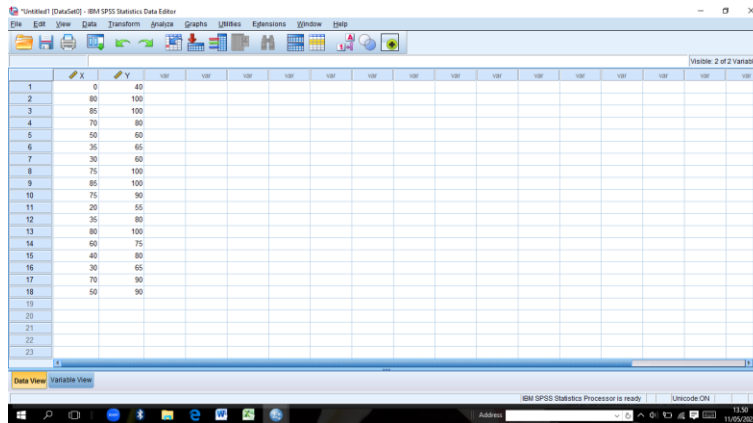 *Untitled1 [DataSet0] - IBM SPSS Statistics Data Editor
File Edit View Data Transform Analyze Graphs Utilities Extensions Window Help
Visible: 2 of 2 Variabl
X Y var var var var var var var var var var var var var var
1 0 40
2 80 100
3 85 100
4 70 80
5 50 60
6 35 65
7 30 60
8 75 100
9 85 100
10 75 90
11 20 55
12 35 80
13 80 100
14 60 75
15 40 80
16 30 65
17 70 90
18 50 90
19
20
21
22
23
Data View Variable View
IBM SPSS Statistics Processor is ready Unicode:ON
Address
13.50
11/05/202